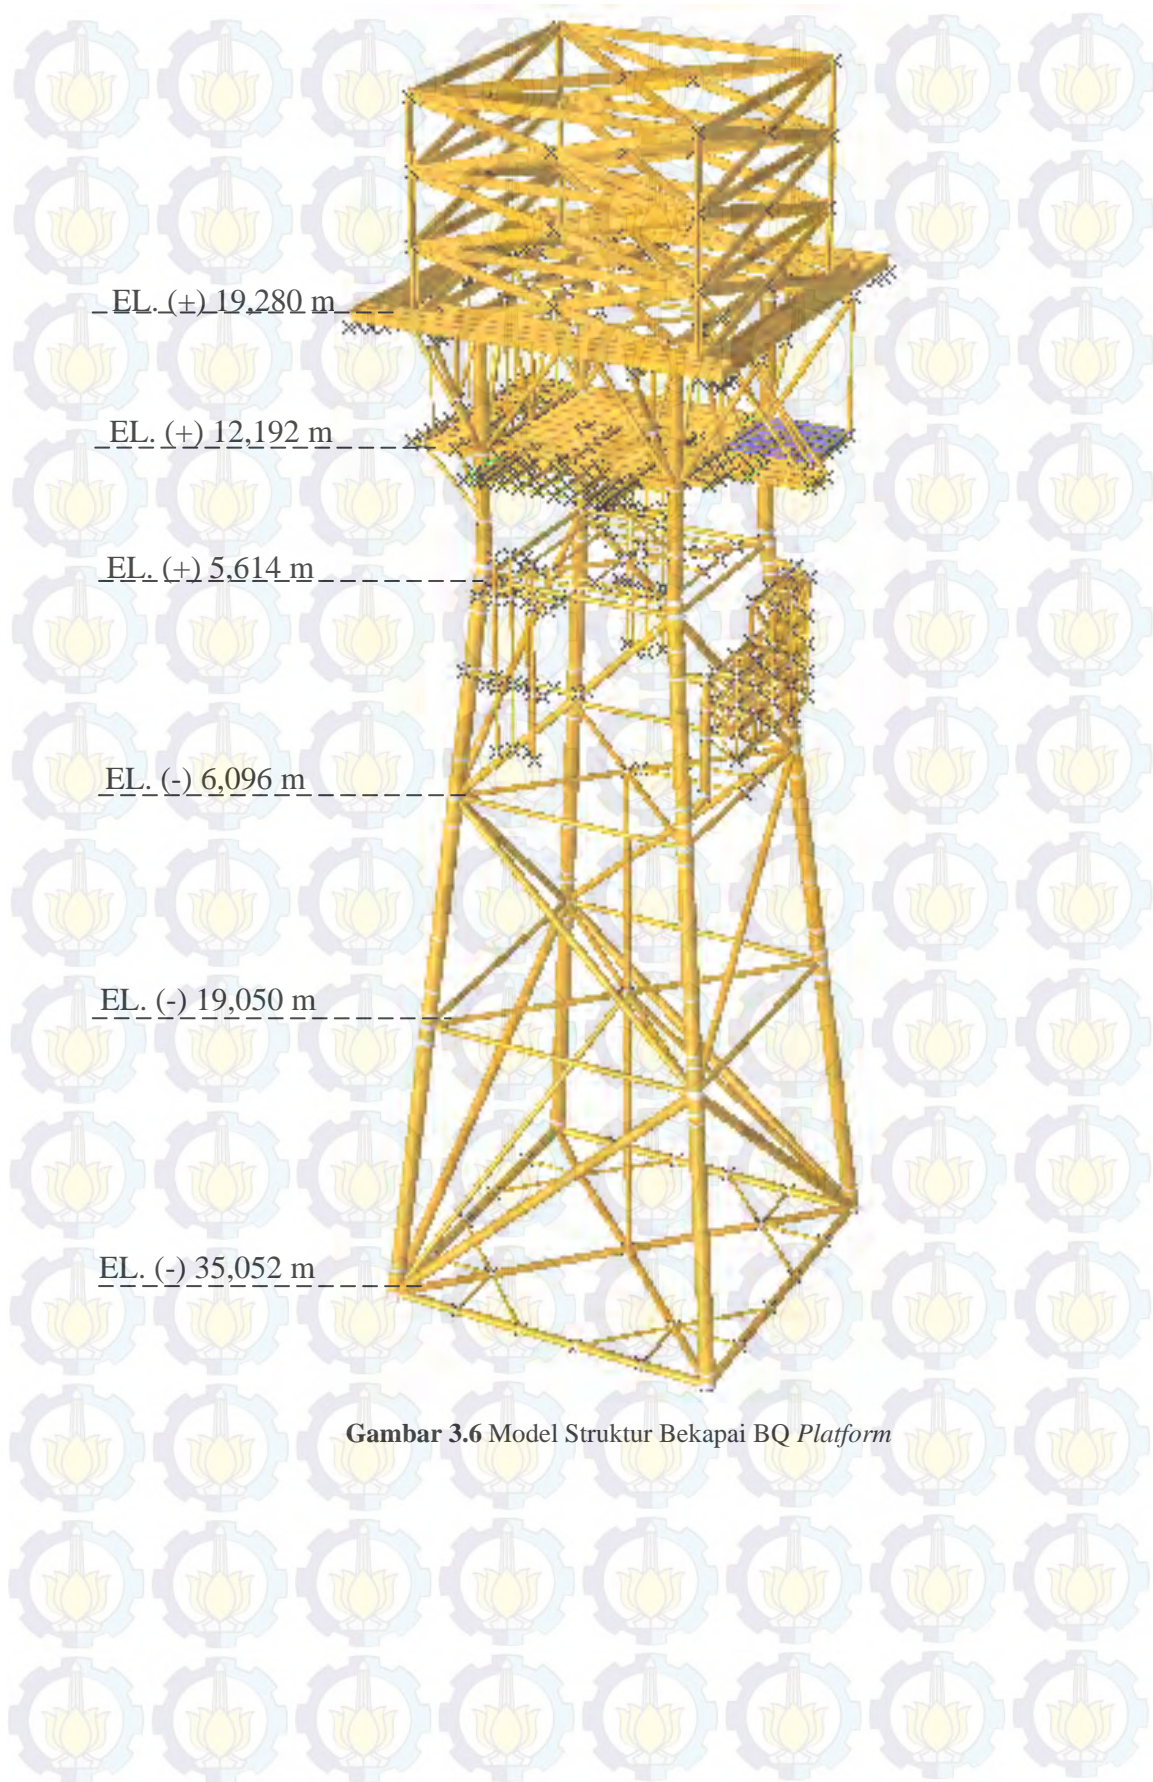 EL. (+) 19,280 m
EL. (+) 12,192 m
EL. (+) 5,614 m
EL. (-) 6,096 m
EL. (-) 19,050 m
EL. (-) 35,052 m
Gambar 3.6 Model Struktur Bekapai BQ Platform